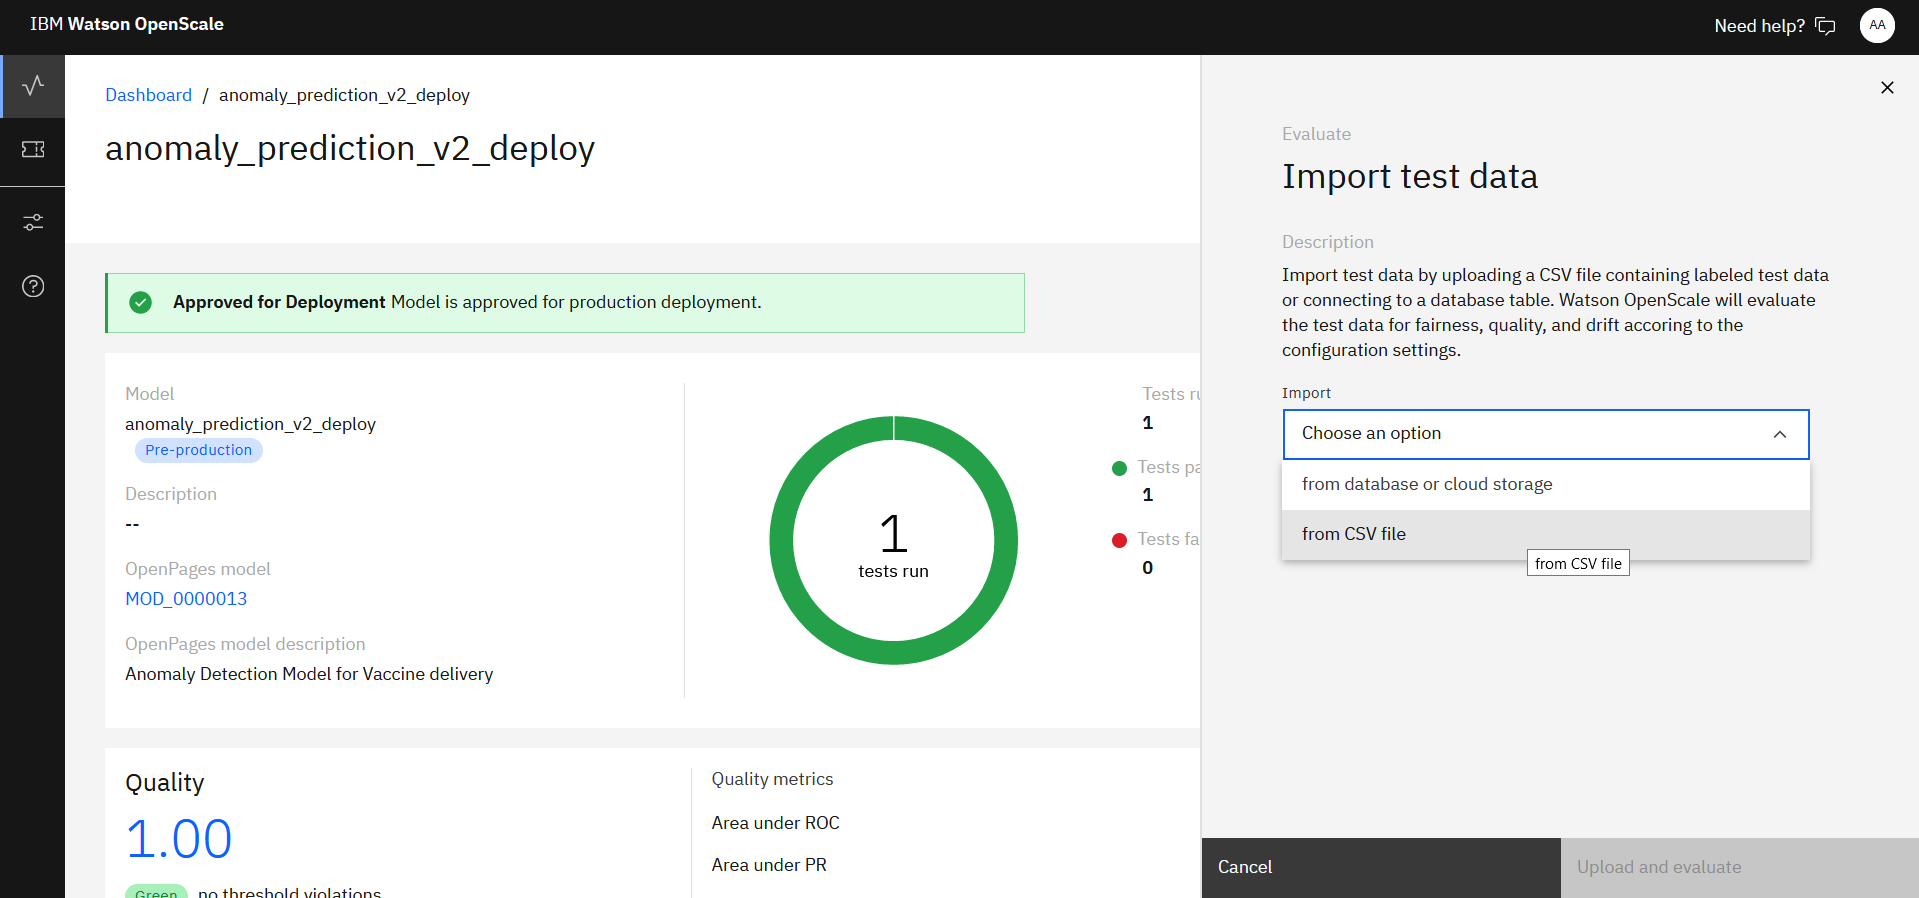 IBM Watson OpenScale
Need help?
AA
Dashboard / anomaly_prediction_v2_deploy
anomaly_prediction_v2_deploy
Approved for Deployment Model is approved for production deployment.
Model
anomaly_prediction_v2_deploy
Pre-production
Description
--
OpenPages model
MOD_0000013
OpenPages model description
Anomaly Detection Model for Vaccine delivery
1
tests run
Tests ru
1
Tests pa
1
Tests fa
0
Quality
1.00
Green no threshold violations
Quality metrics
Area under ROC
Area under PR
Evaluate
Import test data
Description
Import test data by uploading a CSV file containing labeled test data
or connecting to a database table. Watson OpenScale will evaluate
the test data for fairness, quality, and drift accoring to the
configuration settings.
Import
Choose an option
from database or cloud storage
from CSV file
from CSV file
Cancel
Upload and evaluate